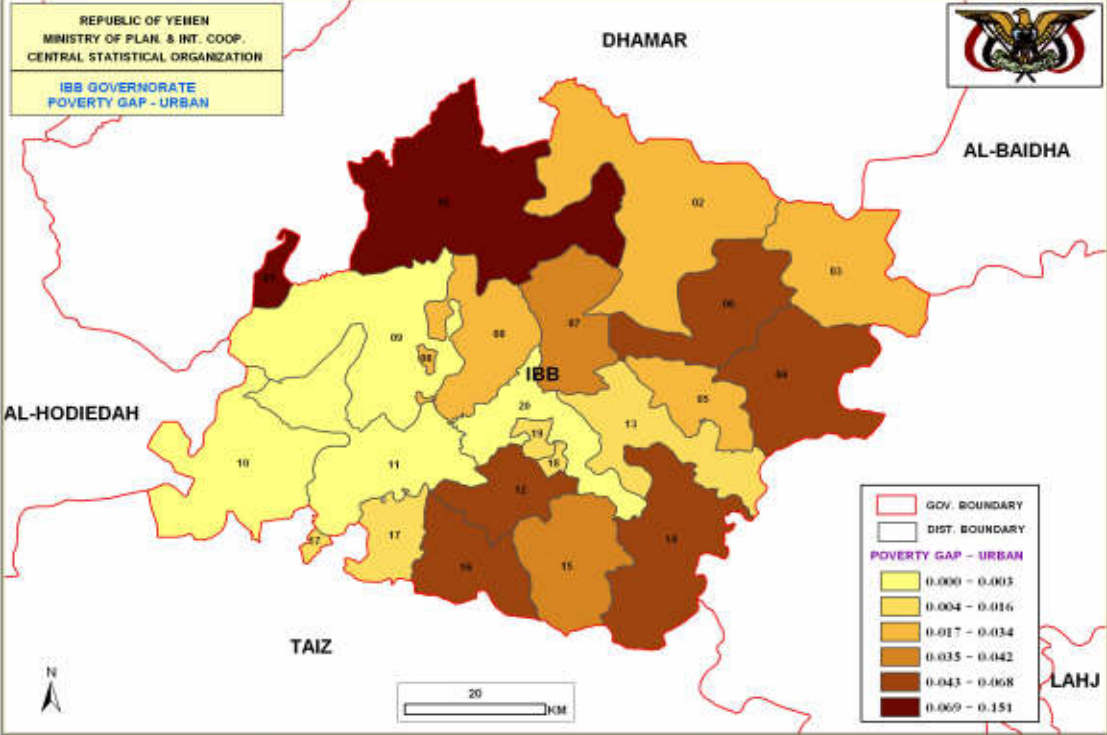 REPUBLIC OF YEMEN
MINISTRY OF PLAN. & INT. COOP.
CENTRAL STATISTICAL ORGANIZATION
IBB GOVERNORATE
POVERTY GAP - URBAN
DHAMAR
AL-BAIDHA
02
03
09
08
07
06
08
IBB
AL-HODIEDAH
05
20
13
19
18
10
11
12
17
17
16
15
GOV. BOUNDARY
DIST. BOUNDARY
POVERTY GAP - URBAN
0.000 - 0.003
0.004 - 0.016
0.017 - 0.034
0.035 - 0.042
0.043 - 0.068
0.069 - 0.151
TAIZ
LAHJ
N
20
KM